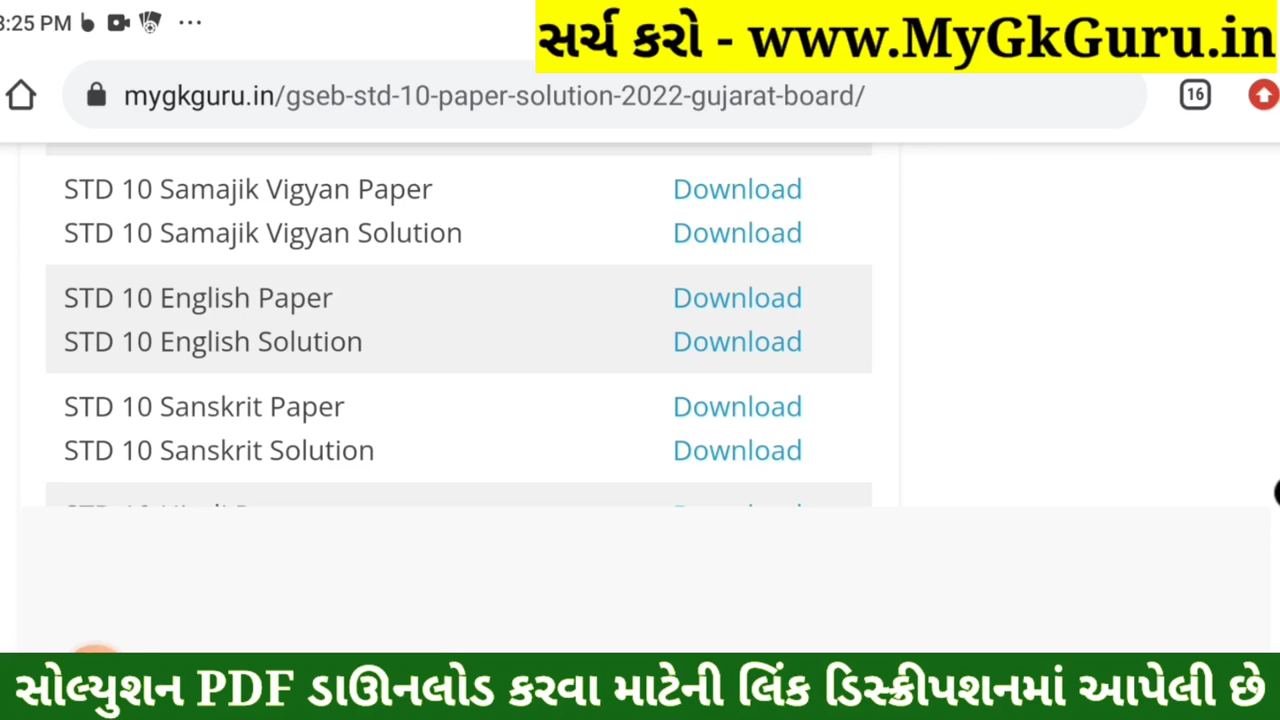 3:25 PM
સર્ચ કરો - www.MyGkGuru.in
mygkguru.in/gseb-std-10-paper-solution-2022-gujarat-board/
16
STD 10 Samajik Vigyan Paper Download
STD 10 Samajik Vigyan Solution Download
STD 10 English Paper Download
STD 10 English Solution Download
STD 10 Sanskrit Paper Download
STD 10 Sanskrit Solution Download
સોલ્યુશન PDF ડાઊનલોડ કરવા માટેની લિંક ડિસ્ક્રીપશનમાં આપેલી છે